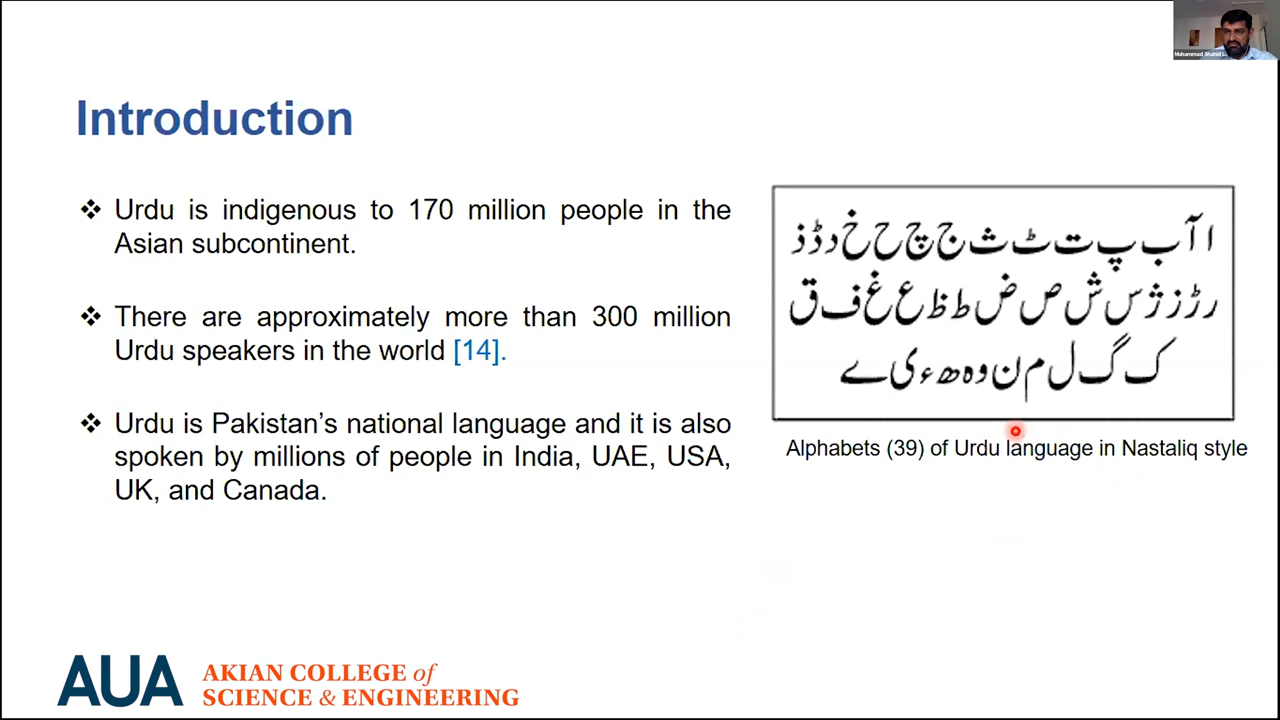 Muhammad Shahid
Introduction
❖ Urdu is indigenous to 170 million people in the
Asian subcontinent.
❖ There are approximately more than 300 million
Urdu speakers in the world [14].
❖ Urdu is Pakistan’s national language and it is also
spoken by millions of people in India, UAE, USA,
UK, and Canada.
ا آ ب پ ت ٹ ث ج چ ح خ د ڈ ذ
ر ڑ ز ژ س ش ص ض ط ظ ع غ ف ق
ک گ ل م ن و ہ ھ ء ی ے
Alphabets (39) of Urdu language in Nastaliq style
AUA AKIAN COLLEGE of
SCIENCE & ENGINEERING